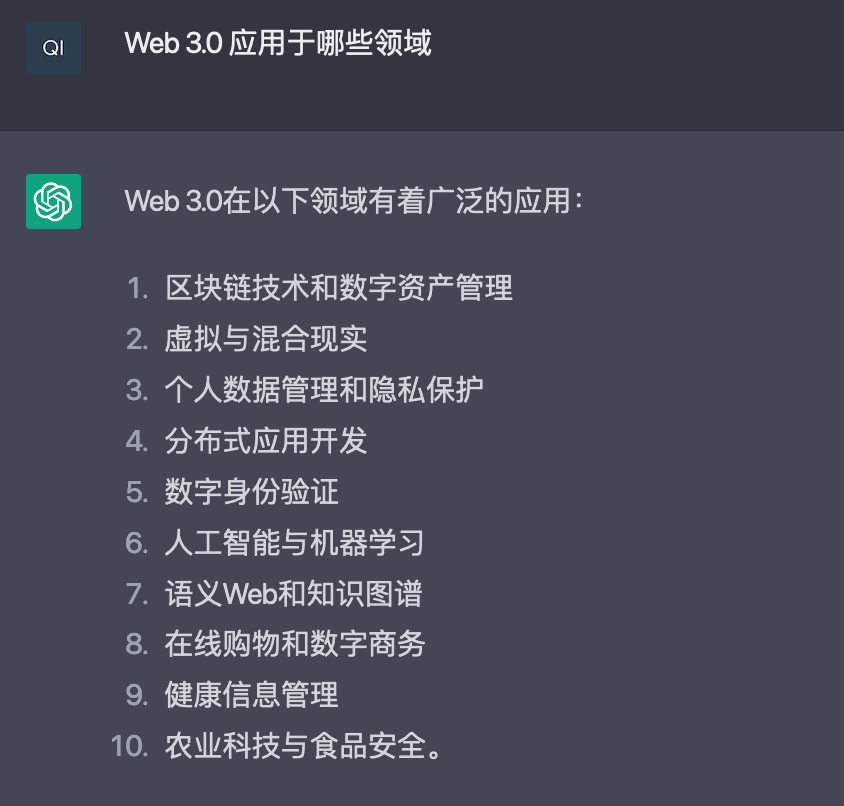 QI
Web 3.0 应用于哪些领域
Web 3.0在以下领域有着广泛的应用：
1. 区块链技术和数字资产管理
2. 虚拟与混合现实
3. 个人数据管理和隐私保护
4. 分布式应用开发
5. 数字身份验证
6. 人工智能与机器学习
7. 语义Web和知识图谱
8. 在线购物和数字商务
9. 健康信息管理
10. 农业科技与食品安全。